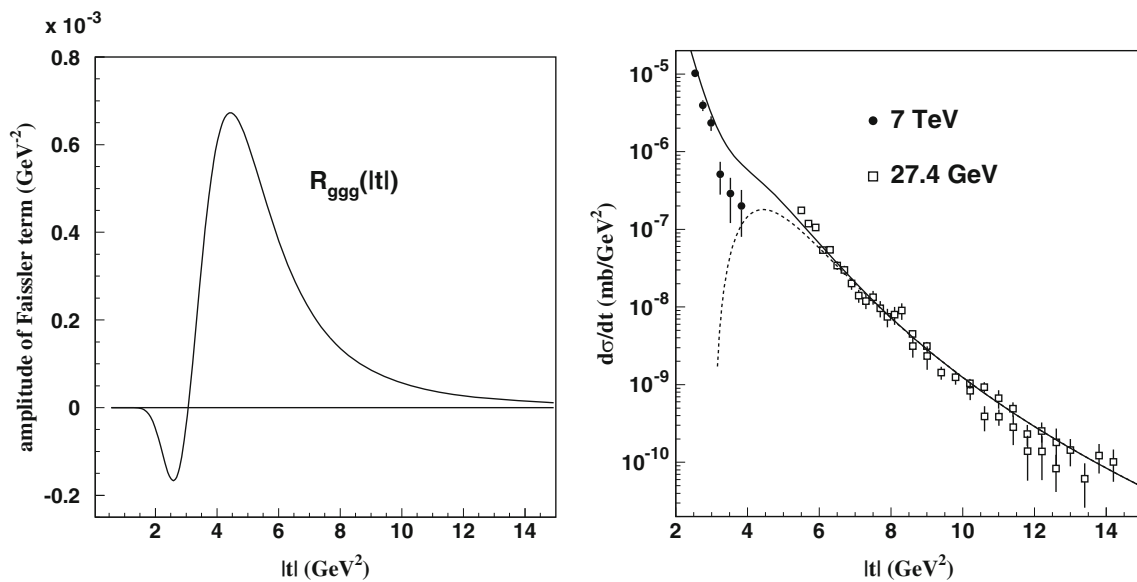 x 10⁻³
0.8
0.6
0.4
0.2
0
-0.2
amplitude of Faissler term (GeV⁻²)
R_ggg(|t|)
2 4 6 8 10 12 14
|t| (GeV²)
10⁻⁵
10⁻⁶
10⁻⁷
10⁻⁸
10⁻⁹
10⁻¹⁰
dσ/dt (mb/GeV²)
7 TeV
27.4 GeV
2 4 6 8 10 12 14
|t| (GeV²)